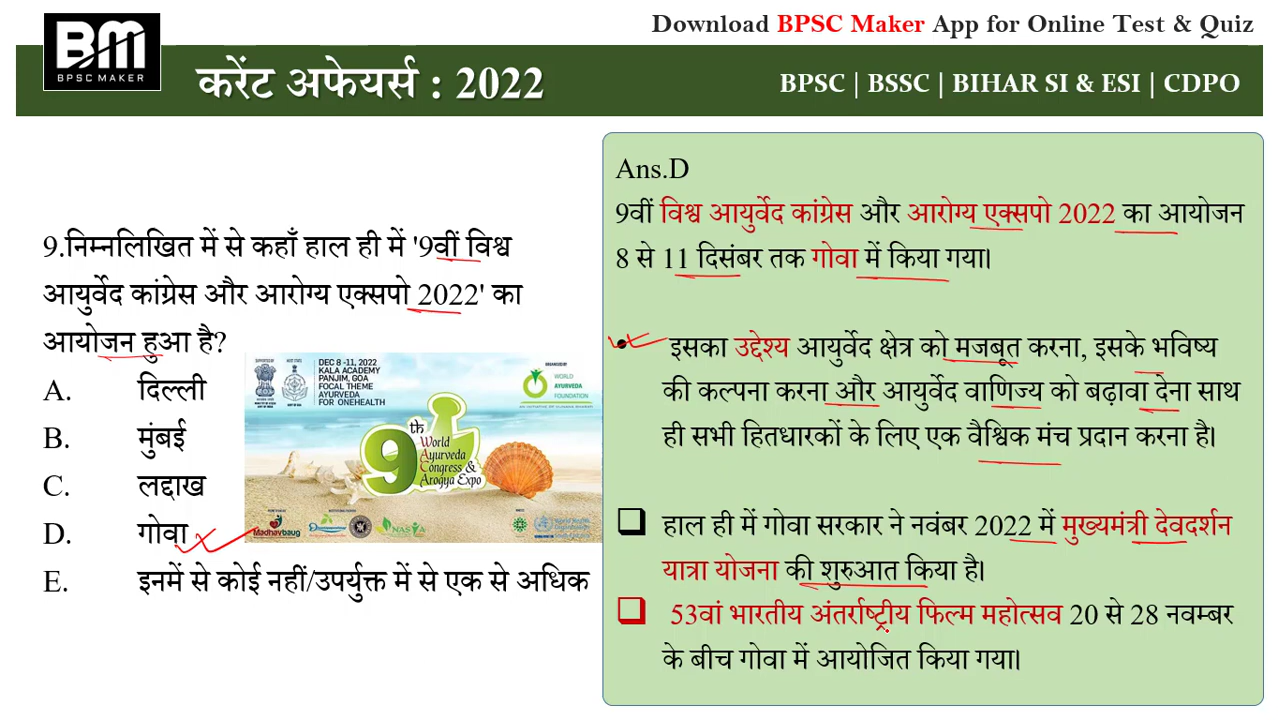 Download BPSC Maker App for Online Test & Quiz
BM
BPSC MAKER
करेंट अफेयर्स : 2022
BPSC | BSSC | BIHAR SI & ESI | CDPO
9.निम्नलिखित में से कहाँ हाल ही में '9वीं विश्व
आयुर्वेद कांग्रेस और आरोग्य एक्सपो 2022' का
आयोजन हुआ है?
A. दिल्ली
B. मुंबई
C. लद्दाख
D. गोवा
E. इनमें से कोई नहीं/उपर्युक्त में से एक से अधिक
DEC 8-11, 2022
KALA ACADEMY
PANJIM, GOA
FOCAL THEME
AYURVEDA
FOR ONEHEALTH
WORLD
AYURVEDA
FOUNDATION
9th World
Ayurveda
Congress &
Arogya Expo
Madhavbaug
NASYA
Ans.D
9वीं विश्व आयुर्वेद कांग्रेस और आरोग्य एक्सपो 2022 का आयोजन
8 से 11 दिसंबर तक गोवा में किया गया।
• इसका उद्देश्य आयुर्वेद क्षेत्र को मजबूत करना, इसके भविष्य
की कल्पना करना और आयुर्वेद वाणिज्य को बढ़ावा देना साथ
ही सभी हितधारकों के लिए एक वैश्विक मंच प्रदान करना है।
❑ हाल ही में गोवा सरकार ने नवंबर 2022 में मुख्यमंत्री देवदर्शन
यात्रा योजना की शुरुआत किया है।
❑ 53वां भारतीय अंतर्राष्ट्रीय फिल्म महोत्सव 20 से 28 नवम्बर
के बीच गोवा में आयोजित किया गया।